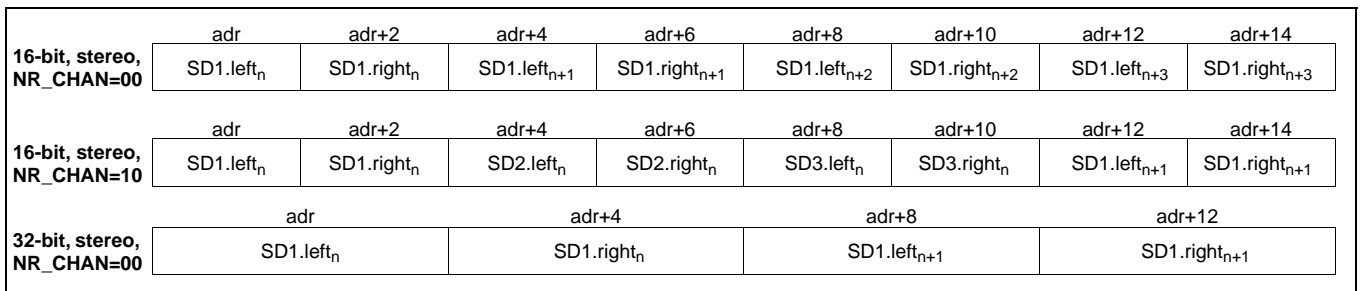 adr adr+2 adr+4 adr+6 adr+8 adr+10 adr+12 adr+14
16-bit, stereo,
NR_CHAN=00
SD1.leftₙ SD1.rightₙ SD1.leftₙ₊₁ SD1.rightₙ₊₁ SD1.leftₙ₊₂ SD1.rightₙ₊₂ SD1.leftₙ₊₃ SD1.rightₙ₊₃
adr adr+2 adr+4 adr+6 adr+8 adr+10 adr+12 adr+14
16-bit, stereo,
NR_CHAN=10
SD1.leftₙ SD1.rightₙ SD2.leftₙ SD2.rightₙ SD3.leftₙ SD3.rightₙ SD1.leftₙ₊₁ SD1.rightₙ₊₁
adr adr+4 adr+8 adr+12
32-bit, stereo,
NR_CHAN=00
SD1.leftₙ SD1.rightₙ SD1.leftₙ₊₁ SD1.rightₙ₊₁